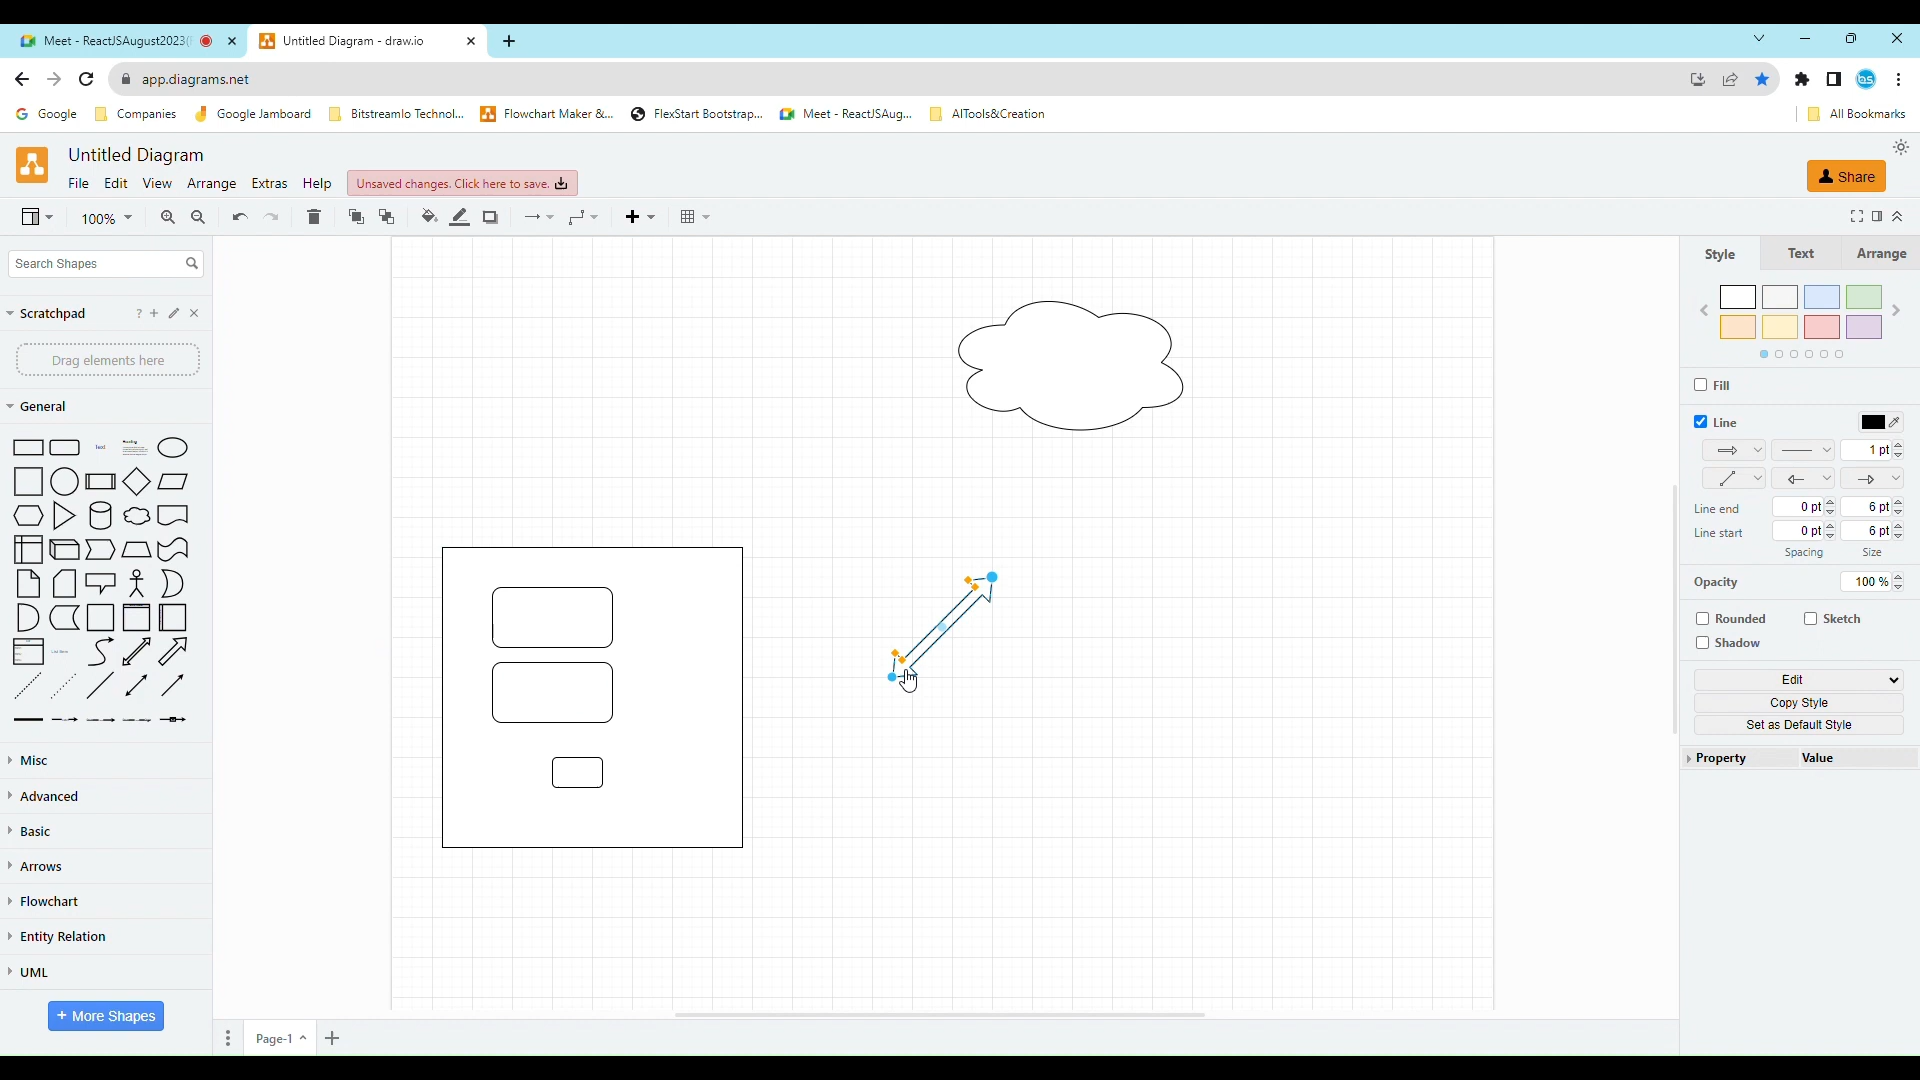 Meet - ReactJSAugust2023(
Untitled Diagram - draw.io
app.diagrams.net
Google
Companies
Google Jamboard
Bitstreamlo Technol...
Flowchart Maker &...
FlexStart Bootstrap...
Meet - ReactJSAug...
AITools&Creation
All Bookmarks
Untitled Diagram
File Edit View Arrange Extras Help
Unsaved changes. Click here to save.
Share
100%
Search Shapes
Scratchpad
?
Drag elements here
General
Text
Heading
Misc
Advanced
Basic
Arrows
Flowchart
Entity Relation
UML
+ More Shapes
Page-1
Style Text Arrange
Fill
Line
1 pt
Line end 0 pt 6 pt
Line start 0 pt 6 pt
Spacing Size
Opacity 100 %
Rounded Sketch
Shadow
Edit
Copy Style
Set as Default Style
Property Value